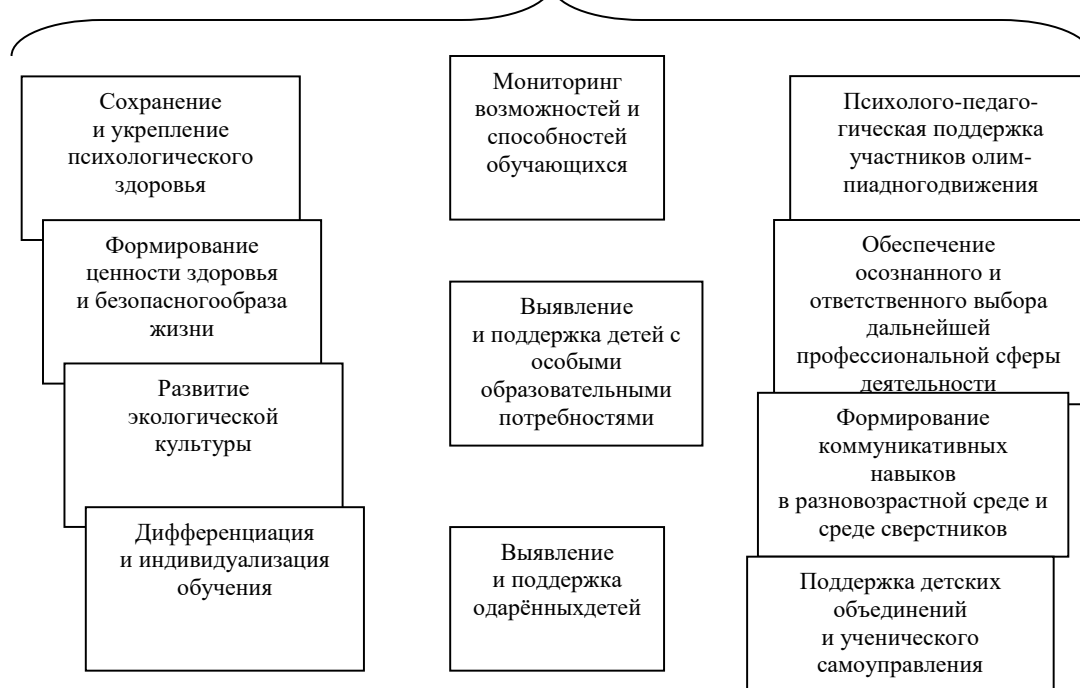 Сохранение
и укрепление
психологического
здоровья
Формирование
ценности здоровья
и безопасногообраза
жизни
Развитие
экологической
культуры
Дифференциация
и индивидуализация
обучения
Мониторинг
возможностей и
способностей
обучающихся
Выявление
и поддержка детей с
особыми
образовательными
потребностями
Выявление
и поддержка
одарённыхдетей
Психолого-педаго-
гическая поддержка
участников олим-
пиадногодвижения
Обеспечение
осознанного и
ответственного выбора
дальнейшей
профессиональной сферы
деятельности
Формирование
коммуникативных
навыков
в разновозрастной среде и
среде сверстников
Поддержка детских
объединений
и ученического
самоуправления